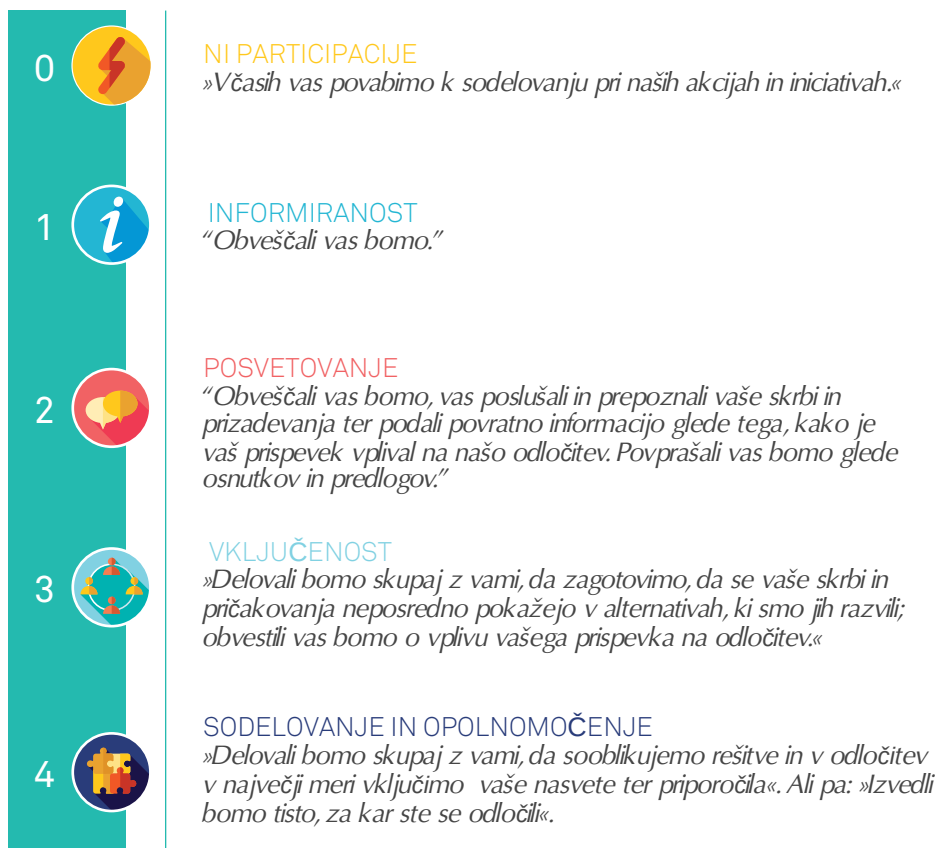 0
NI PARTICIPACIJE
»Včasih vas povabimo k sodelovanju pri naših akcijah in iniciativah.«
1
INFORMIRANOST
“Obveščali vas bomo.”
2
POSVETOVANJE
“Obveščali vas bomo, vas poslušali in prepoznali vaše skrbi in
prizadevanja ter podali povratno informacijo glede tega, kako je
vaš prispevek vplival na našo odločitev. Povprašali vas bomo glede
osnutkov in predlogov.”
3
VKLJUČENOST
»Delovali bomo skupaj z vami, da zagotovimo, da se vaše skrbi in
pričakovanja neposredno pokažejo v alternativah, ki smo jih razvili;
obvestili vas bomo o vplivu vašega prispevka na odločitev.«
4
SODELOVANJE IN OPOLNOMOČENJE
»Delovali bomo skupaj z vami, da sooblikujemo rešitve in v odločitev
v največji meri vključimo vaše nasvete ter priporočila«. Ali pa: »Izvedli
bomo tisto, za kar ste se odločili«.